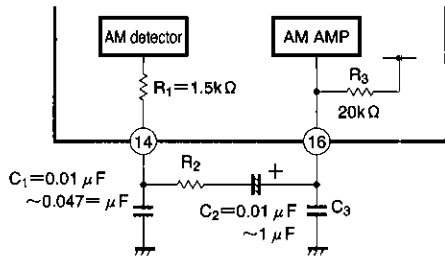 AM detector
AM AMP
R1=1.5kΩ
R3
20kΩ
14
16
R2
+
C1=0.01 μF
~0.047= μF
C2=0.01 μF
~1 μF
C3